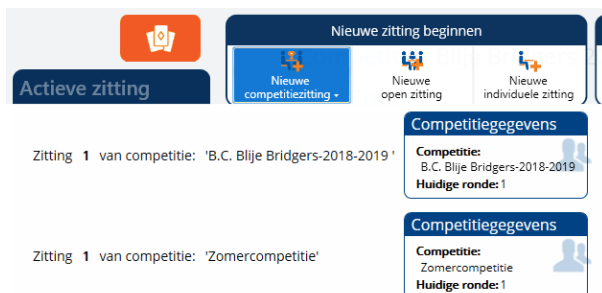 Nieuwe zitting beginnen
Nieuwe
competitiezitting
Nieuwe
open zitting
Nieuwe
individuele zitting
Actieve zitting
Competitiegegevens
Zitting 1 van competitie: 'B.C. Blije Bridgers-2018-2019 '
Competitie:
B.C. Blije Bridgers-2018-2019
Huidige ronde: 1
Competitiegegevens
Zitting 1 van competitie: 'Zomercompetitie'
Competitie:
Zomercompetitie
Huidige ronde: 1